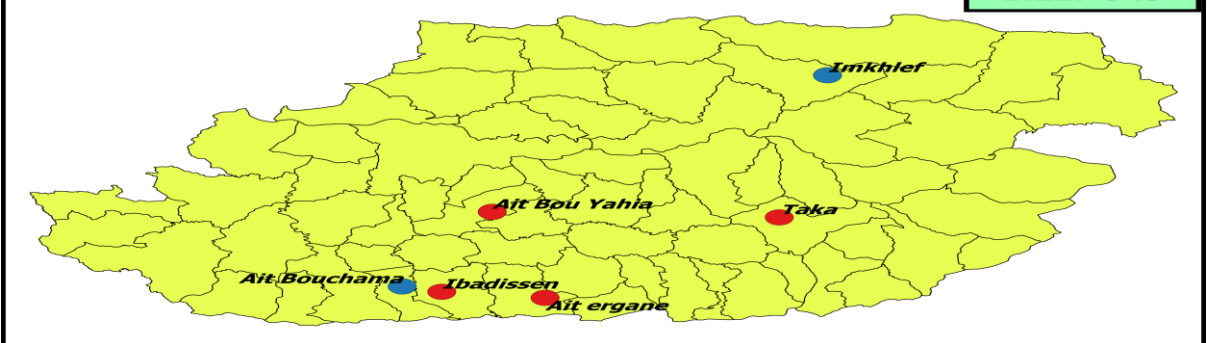 Imkhlef
Ait Bou Yahia
Taka
Ait Bouchama
Ibadissen
Ait ergane